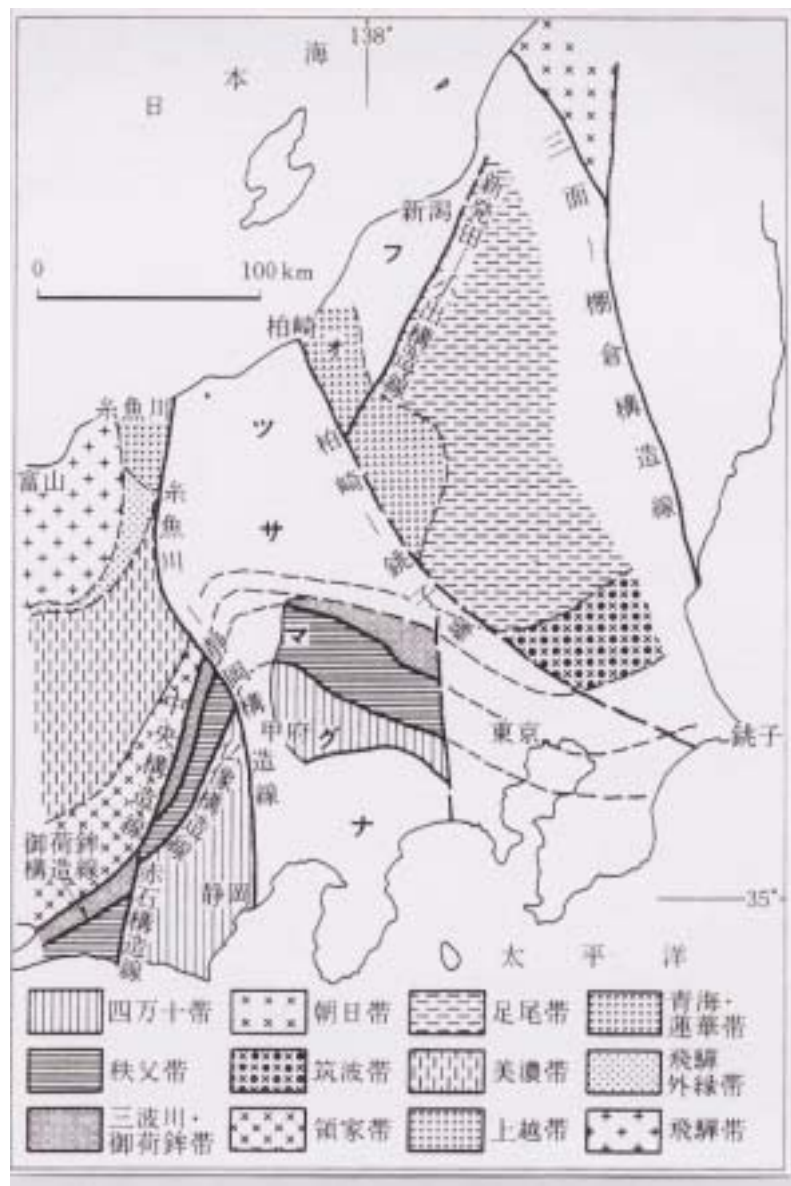 138°
日本海
三面―棚倉構造線
新潟
新発田―小出構造線
フ
0 100 km
柏崎
オ
糸魚川
ツ
富山
サ
柏崎―銚子線
糸魚川―静岡構造線
マ
甲府
グ
東京
銚子
中央構造線
ナ
御荷鉾
構造線
赤石構造線
静岡
35°
太平洋
四万十帯
朝日帯
足尾帯
青海・
蓮華帯
秩父帯
筑波帯
美濃帯
飛驒
外縁帯
三波川・
御荷鉾帯
領家帯
上越帯
飛驒帯